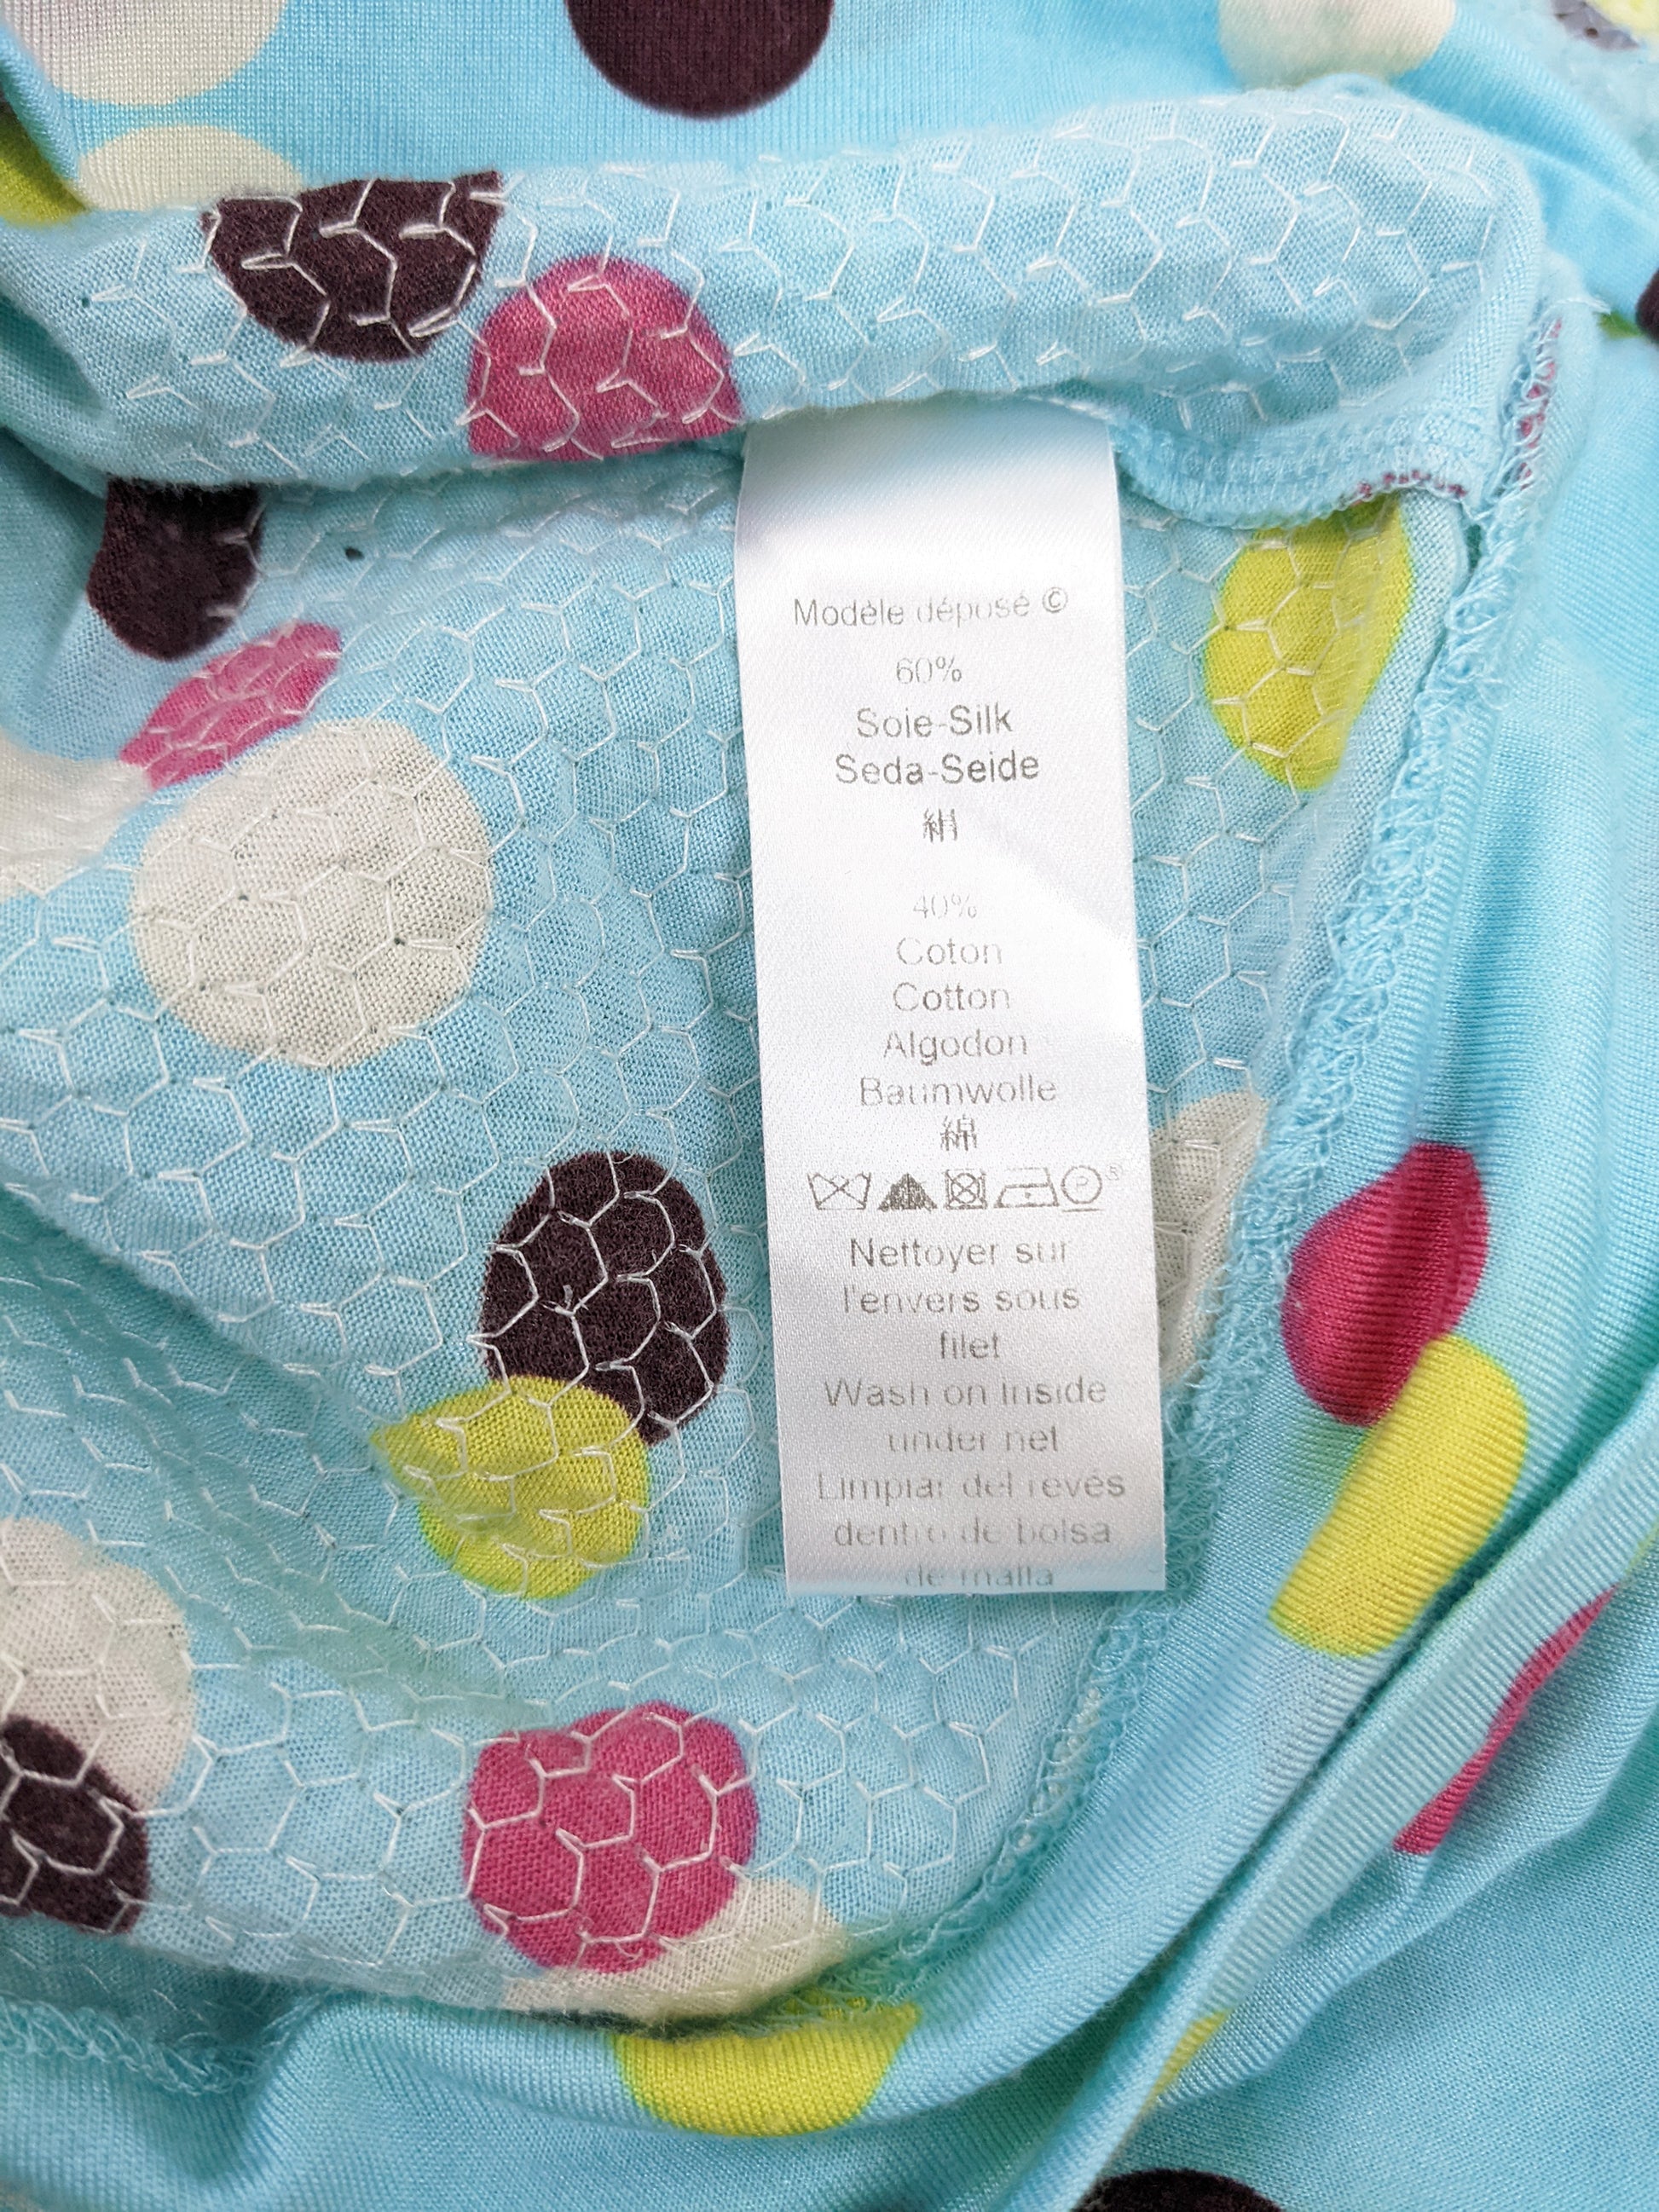 Modèle déposé ©
60%
Soie-Silk
Seda-Seide
絹
40%
Coton
Cotton
Algodon
Baumwolle
綿
P
Nettoyer sur
l'envers sous
filet
Wash on inside
under net
Limpiar del revés
dentro de bolsa
de malla